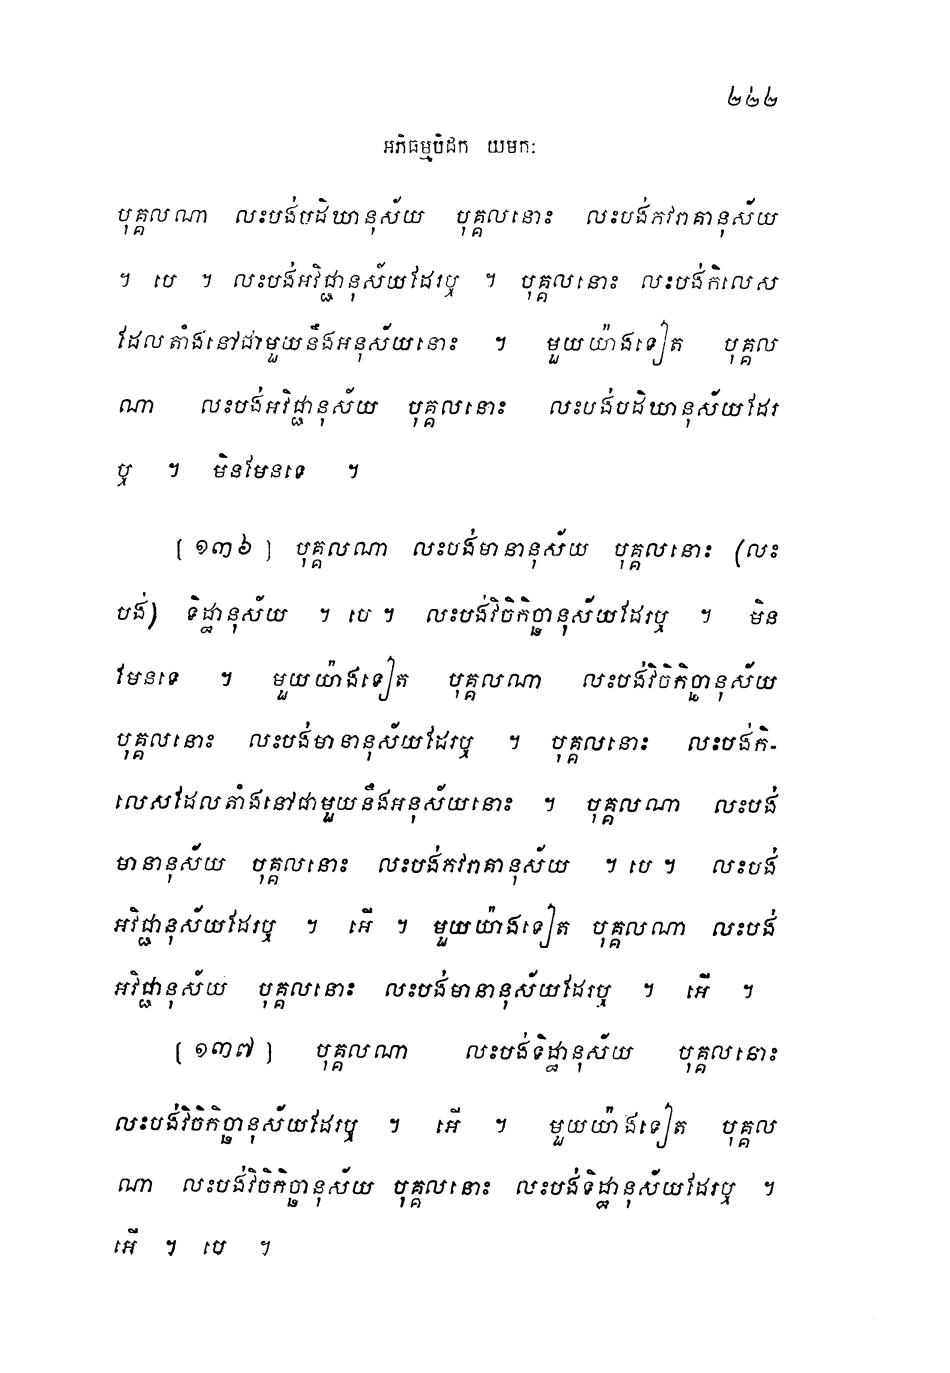 ២២២
អភិធម្មបិដក យមកៈ
បុគ្គលណា លះបង់បដិឃានុស័យ បុគ្គលនោះ លះបង់ភវរាគានុស័យ
។ បេ ។ លះបង់អវិជ្ជានុស័យដែរឬ ។ បុគ្គលនោះ លះបង់កិលេស
ដែលតាំងនៅជាមួយនឹងអនុស័យនោះ ។ មួយយ៉ាងទៀត បុគ្គល
ណា លះបង់អវិជ្ជានុស័យ បុគ្គលនោះ លះបង់បដិឃានុស័យដែរ
ឬ ។ មិនមែនទេ ។
(១៣៦) បុគ្គលណា លះបង់មានានុស័យ បុគ្គលនោះ (លះ
បង់) ទិដ្ឋានុស័យ ។ បេ ។ លះបង់វិចិកិច្ឆានុស័យដែរឬ ។ មិន
មែនទេ ។ មួយយ៉ាងទៀត បុគ្គលណា លះបង់វិចិកិច្ឆានុស័យ
បុគ្គលនោះ លះបង់មានានុស័យដែរឬ ។ បុគ្គលនោះ លះបង់កិ-
លេសដែលតាំងនៅជាមួយនឹងអនុស័យនោះ ។ បុគ្គលណា លះបង់
មានានុស័យ បុគ្គលនោះ លះបង់ភវរាគានុស័យ ។ បេ ។ លះបង់
អវិជ្ជានុស័យដែរឬ ។ អើ ។ មួយយ៉ាងទៀត បុគ្គលណា លះបង់
អវិជ្ជានុស័យ បុគ្គលនោះ លះបង់មានានុស័យដែរឬ ។ អើ ។
(១៣៧) បុគ្គលណា លះបង់ទិដ្ឋានុស័យ បុគ្គលនោះ
លះបង់វិចិកិច្ឆានុស័យដែរឬ ។ អើ ។ មួយយ៉ាងទៀត បុគ្គល
ណា លះបង់វិចិកិច្ឆានុស័យ បុគ្គលនោះ លះបង់ទិដ្ឋានុស័យដែរឬ ។
អើ ។ បេ ។